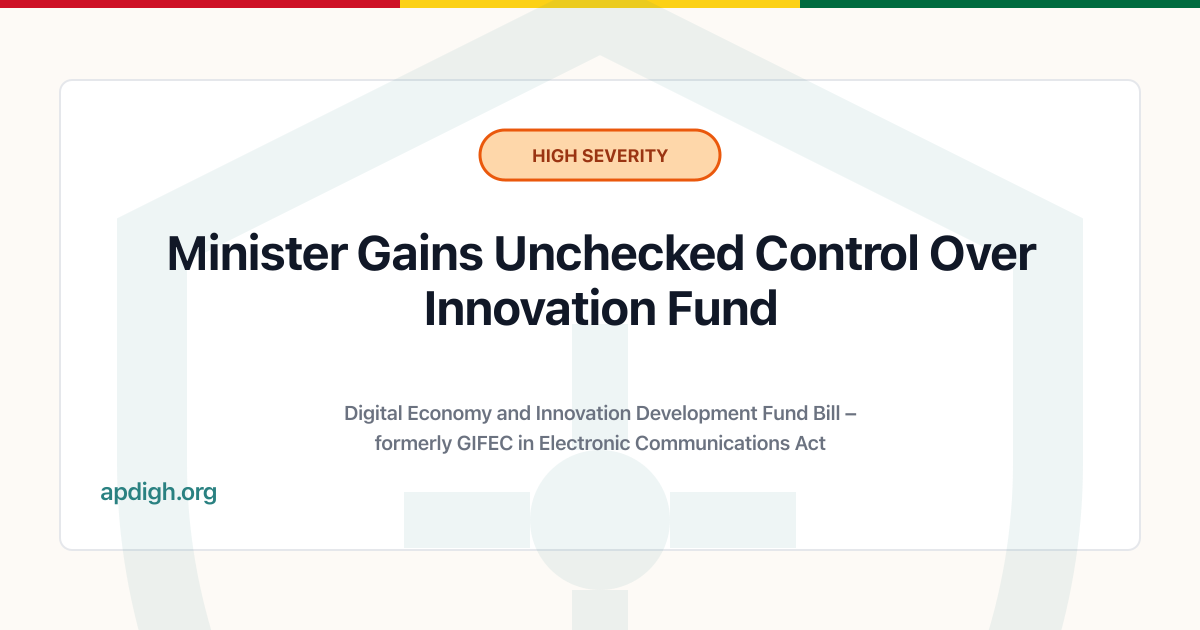 HIGH SEVERITY
Minister Gains Unchecked Control Over
Innovation Fund
Digital Economy and Innovation Development Fund Bill –
formerly GIFEC in Electronic Communications Act
apdigh.org